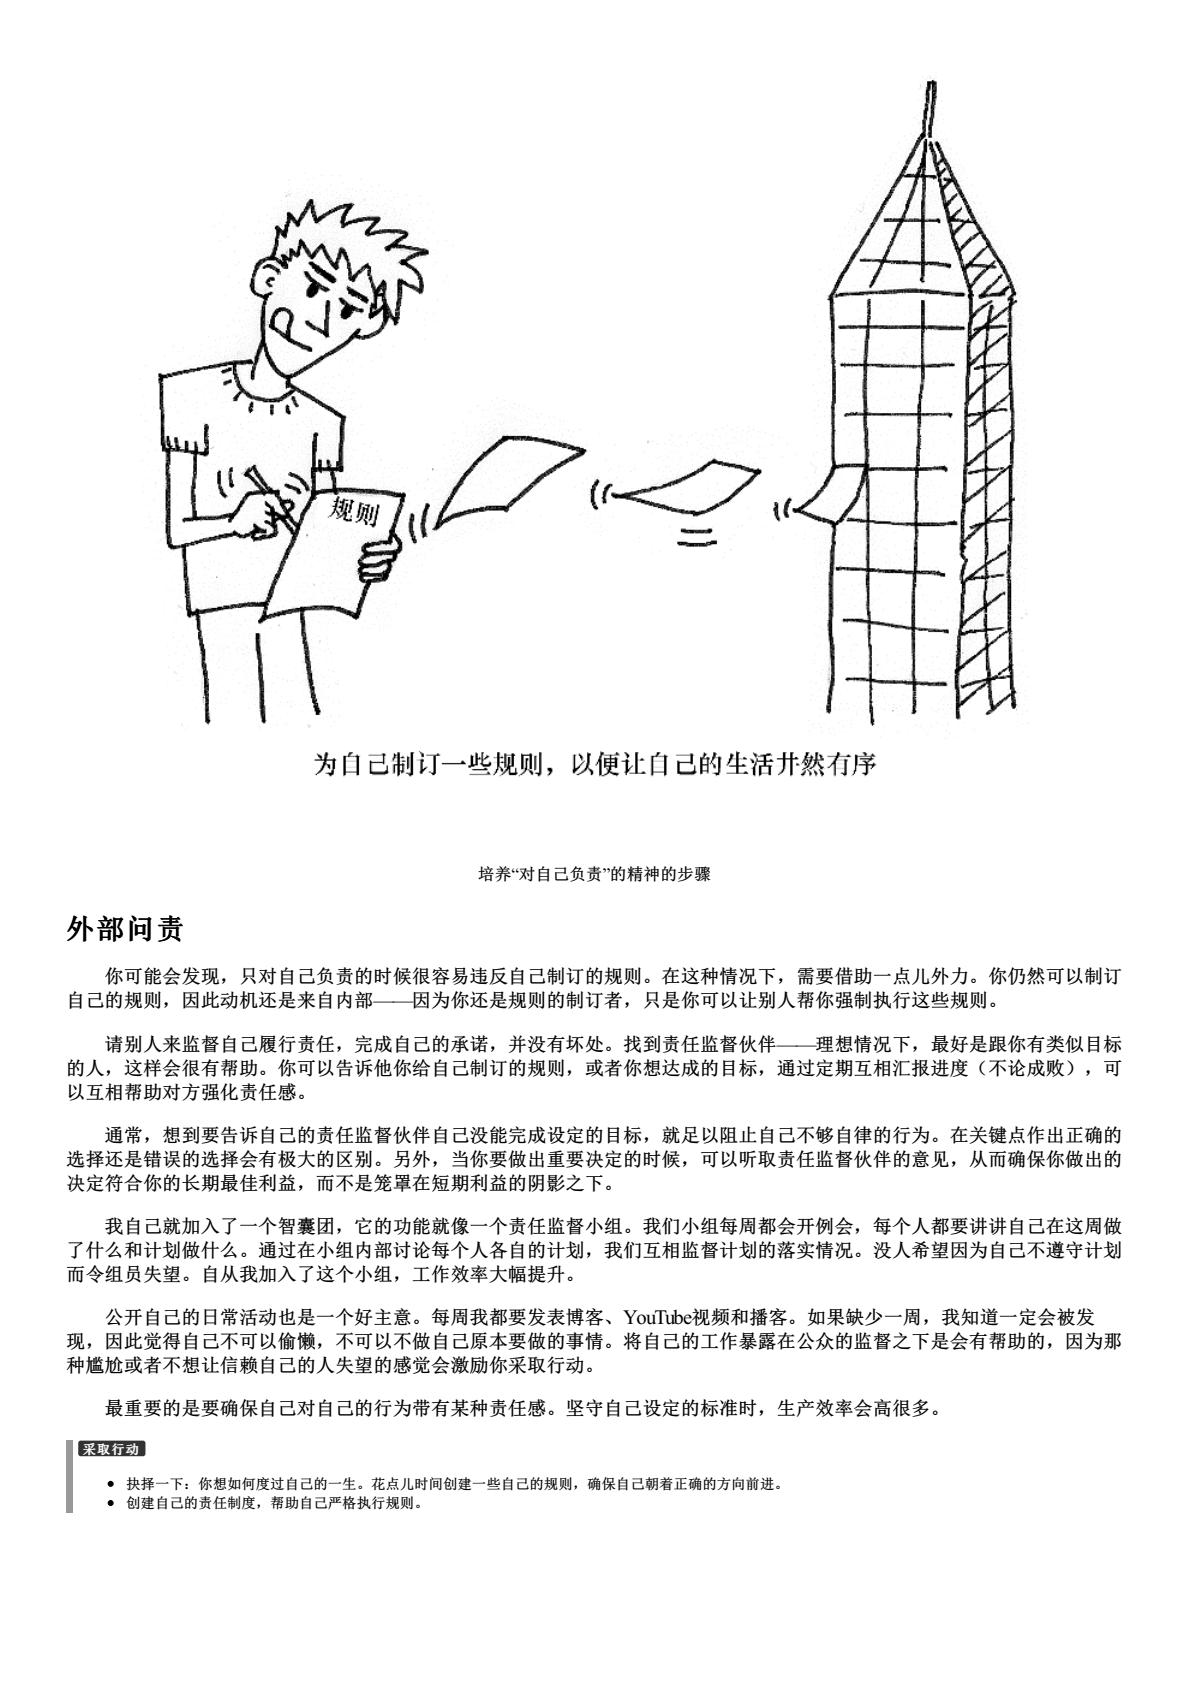 规则
为自己制订一些规则，以便让自己的生活井然有序
培养“对自己负责”的精神的步骤
外部问责
你可能会发现，只对自己负责的时候很容易违反自己制订的规则。在这种情况下，需要借助一点儿外力。你仍然可以制订
自己的规则，因此动机还是来自内部——因为你还是规则的制订者，只是你可以让别人帮你强制执行这些规则。
请别人来监督自己履行责任，完成自己的承诺，并没有坏处。找到责任监督伙伴——理想情况下，最好是跟你有类似目标
的人，这样会很有帮助。你可以告诉他你给自己制订的规则，或者你想达成的目标，通过定期互相汇报进度（不论成败），可
以互相帮助对方强化责任感。
通常，想到要告诉自己的责任监督伙伴自己没能完成设定的目标，就足以阻止自己不够自律的行为。在关键点作出正确的
选择还是错误的选择会有极大的区别。另外，当你要做出重要决定的时候，可以听取责任监督伙伴的意见，从而确保你做出的
决定符合你的长期最佳利益，而不是笼罩在短期利益的阴影之下。
我自己就加入了一个智囊团，它的功能就像一个责任监督小组。我们小组每周都会开例会，每个人都要讲讲自己在这周做
了什么和计划做什么。通过在小组内部讨论每个人各自的计划，我们互相监督计划的落实情况。没人希望因为自己不遵守计划
而令组员失望。自从我加入了这个小组，工作效率大幅提升。
公开自己的日常活动也是一个好主意。每周我都要发表博客、YouTube视频和播客。如果缺少一周，我知道一定会被发
现，因此觉得自己不可以偷懒，不可以不做自己原本要做的事情。将自己的工作暴露在公众的监督之下是会有帮助的，因为那
种尴尬或者不想让信赖自己的人失望的感觉会激励你采取行动。
最重要的是要确保自己对自己的行为带有某种责任感。坚守自己设定的标准时，生产效率会高很多。
采取行动
● 抉择一下：你想如何度过自己的一生。花点儿时间创建一些自己的规则，确保自己朝着正确的方向前进。
● 创建自己的责任制度，帮助自己严格执行规则。